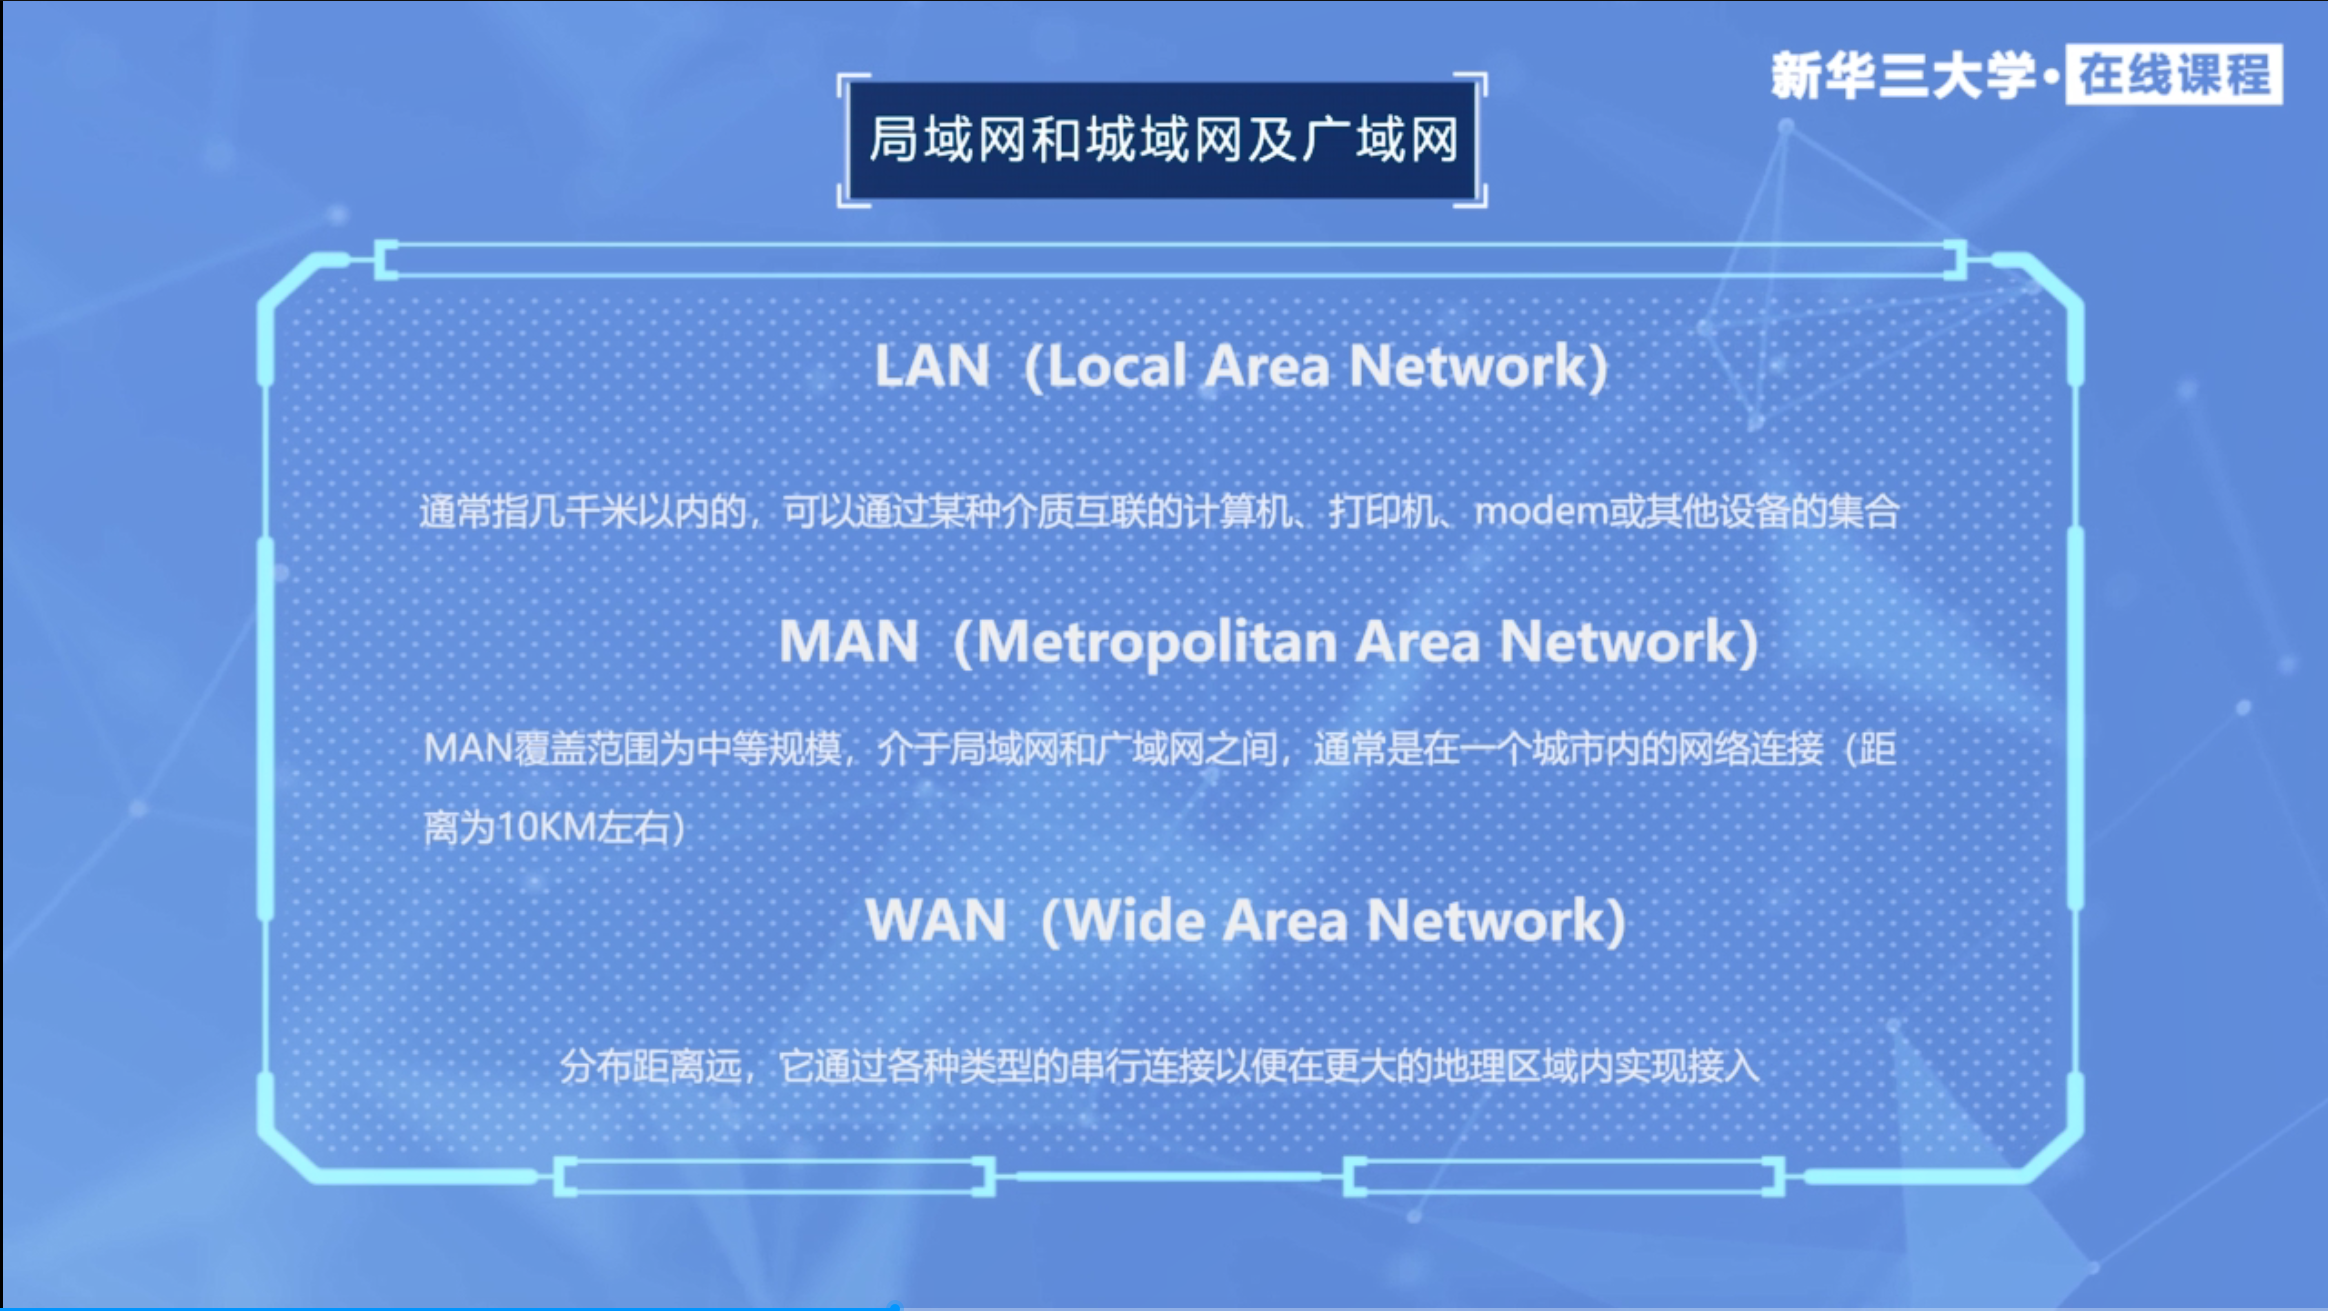 新华三大学·在线课程
局域网和城域网及广域网
LAN（Local Area Network）
通常指几千米以内的，可以通过某种介质互联的计算机、打印机、modem或其他设备的集合
MAN（Metropolitan Area Network）
MAN覆盖范围为中等规模，介于局域网和广域网之间，通常是在一个城市内的网络连接（距
离为10KM左右）
WAN（Wide Area Network）
分布距离远，它通过各种类型的串行连接以便在更大的地理区域内实现接入